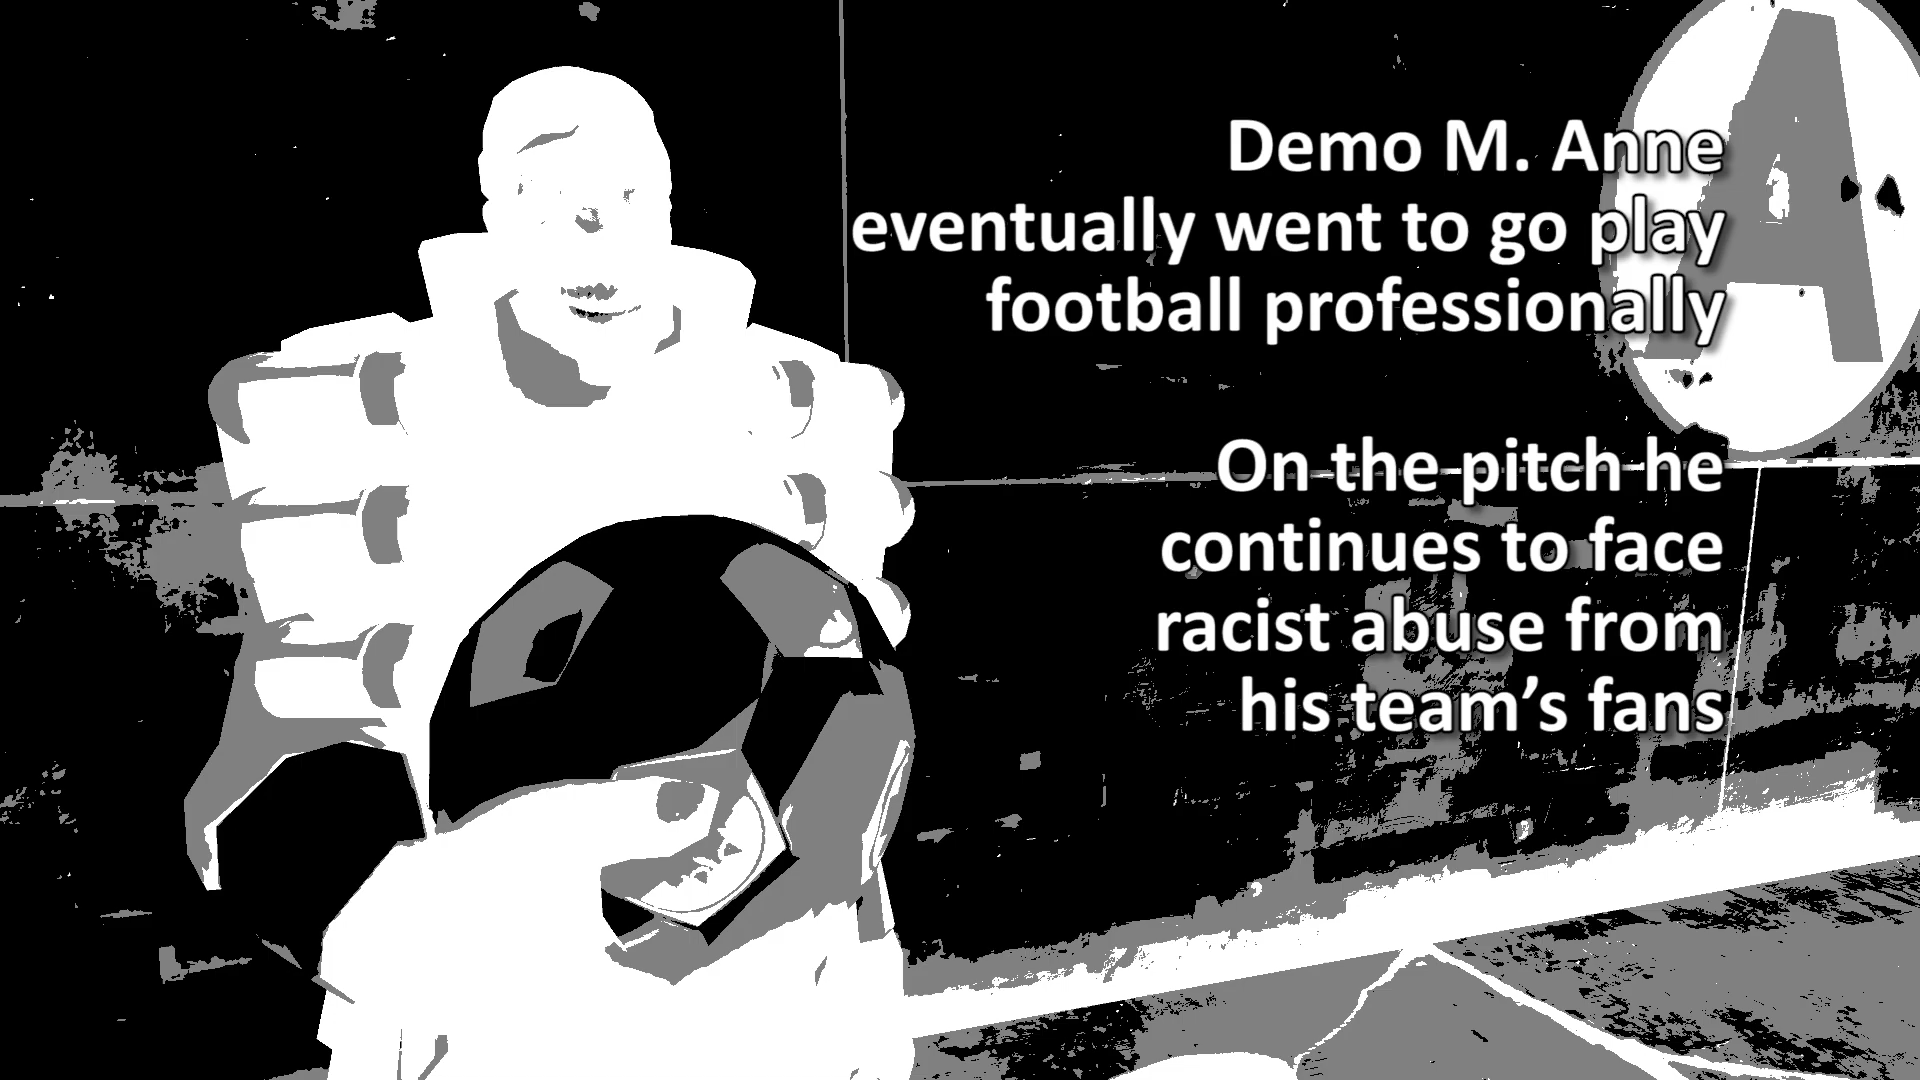 A
Demo M. Anne
eventually went to go play
football professionally
On the pitch he
continues to face
racist abuse from
his team’s fans